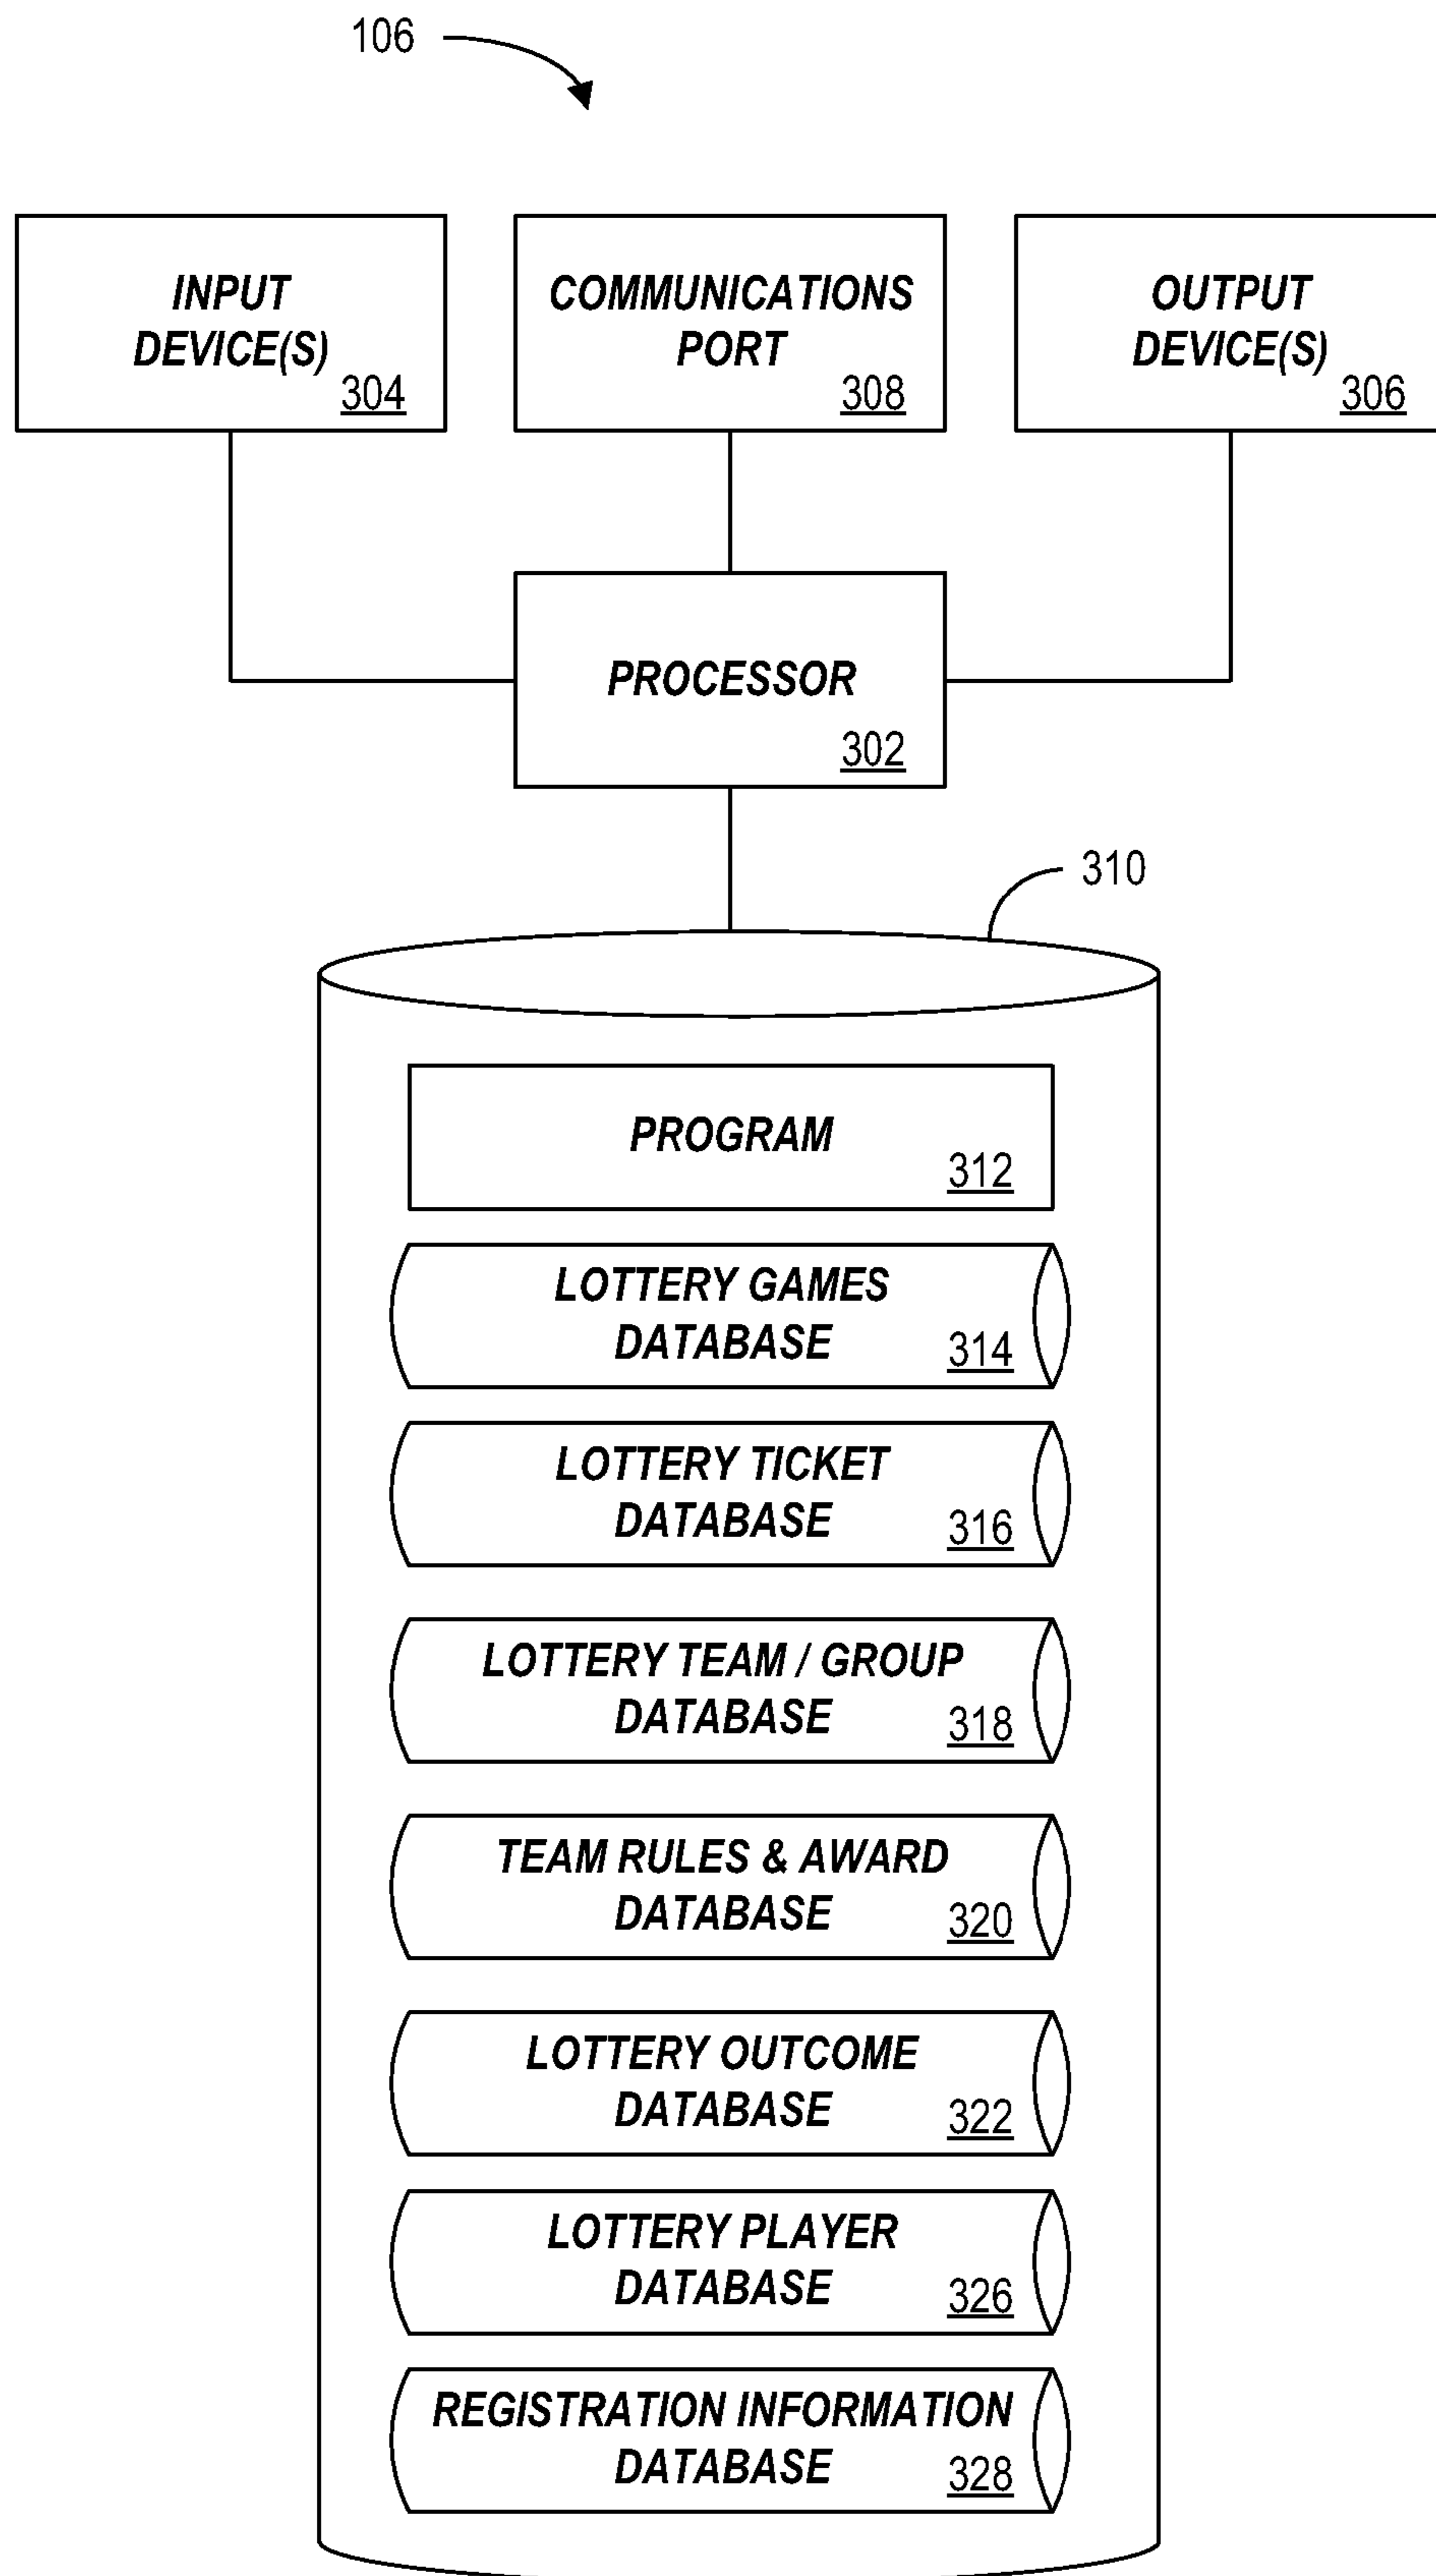 106
INPUT
DEVICE(S)
304
COMMUNICATIONS
PORT
308
OUTPUT
DEVICE(S)
306
PROCESSOR
302
310
PROGRAM
312
LOTTERY GAMES
DATABASE
314
LOTTERY TICKET
DATABASE
316
LOTTERY TEAM / GROUP
DATABASE
318
TEAM RULES & AWARD
DATABASE
320
LOTTERY OUTCOME
DATABASE
322
LOTTERY PLAYER
DATABASE
326
REGISTRATION INFORMATION
DATABASE
328